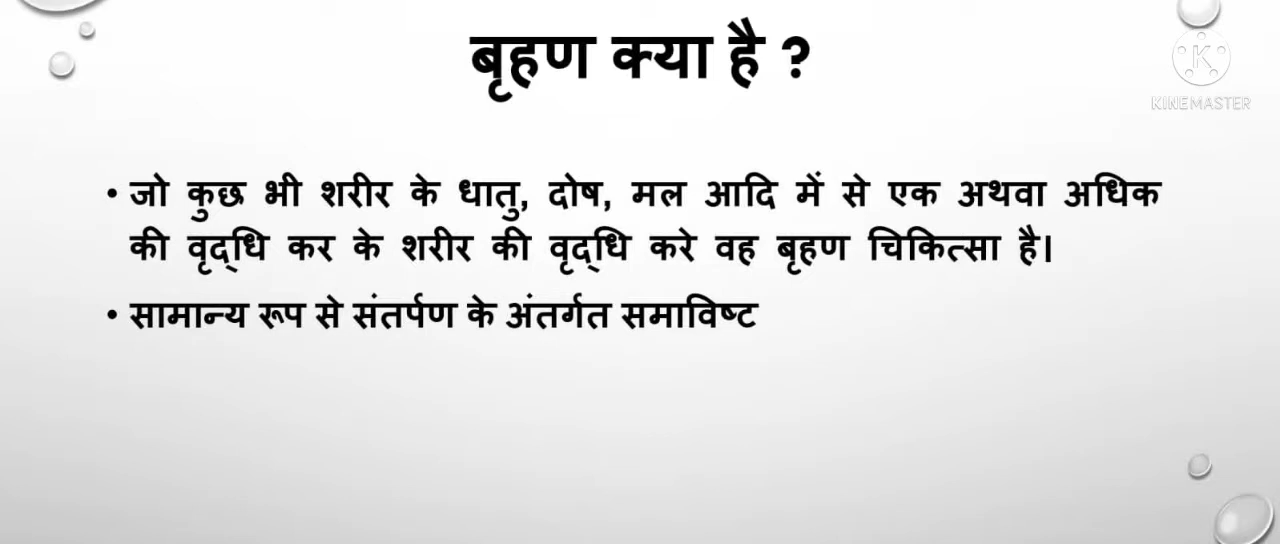 बृहण क्या है ?
KINEMASTER
• जो कुछ भी शरीर के धातु, दोष, मल आदि में से एक अथवा अधिक
की वृद्धि कर के शरीर की वृद्धि करे वह बृहण चिकित्सा है।
• सामान्य रूप से संतर्पण के अंतर्गत समाविष्ट